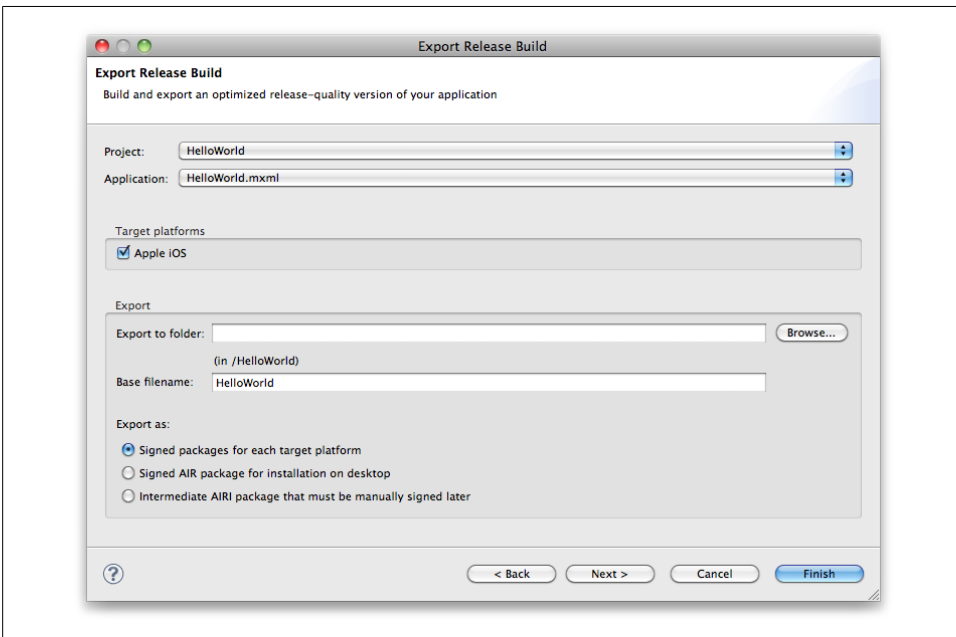 Export Release Build
Export Release Build
Build and export an optimized release-quality version of your application
Project: HelloWorld
Application: HelloWorld.mxml
Target platforms
Apple iOS
Export
Export to folder: Browse...
(in /HelloWorld)
Base filename: HelloWorld
Export as:
Signed packages for each target platform
Signed AIR package for installation on desktop
Intermediate AIRI package that must be manually signed later
? < Back Next > Cancel Finish